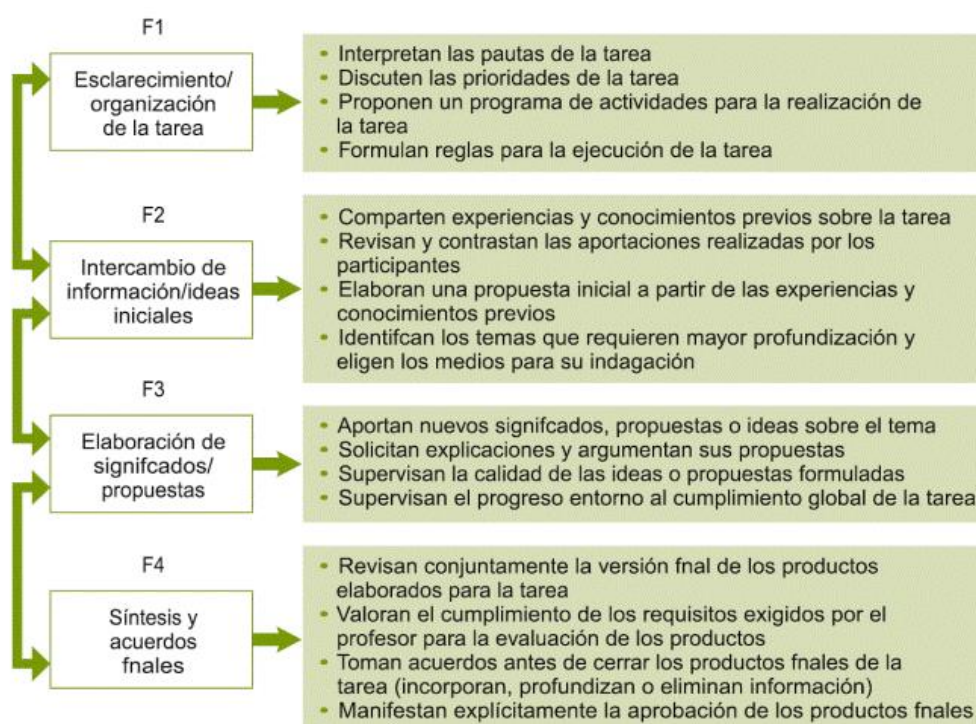 F1
Esclarecimiento/
organización
de la tarea
• Interpretan las pautas de la tarea
• Discuten las prioridades de la tarea
• Proponen un programa de actividades para la realización de
la tarea
• Formulan reglas para la ejecución de la tarea
F2
Intercambio de
información/ideas
iniciales
• Comparten experiencias y conocimientos previos sobre la tarea
• Revisan y contrastan las aportaciones realizadas por los
participantes
• Elaboran una propuesta inicial a partir de las experiencias y
conocimientos previos
• Identifcan los temas que requieren mayor profundización y
eligen los medios para su indagación
F3
Elaboración de
signifcados/
propuestas
• Aportan nuevos signifcados, propuestas o ideas sobre el tema
• Solicitan explicaciones y argumentan sus propuestas
• Supervisan la calidad de las ideas o propuestas formuladas
• Supervisan el progreso entorno al cumplimiento global de la tarea
F4
Síntesis y
acuerdos
fnales
• Revisan conjuntamente la versión fnal de los productos
elaborados para la tarea
• Valoran el cumplimiento de los requisitos exigidos por el
profesor para la evaluación de los productos
• Toman acuerdos antes de cerrar los productos fnales de la
tarea (incorporan, profundizan o eliminan información)
• Manifestan explícitamente la aprobación de los productos fnales